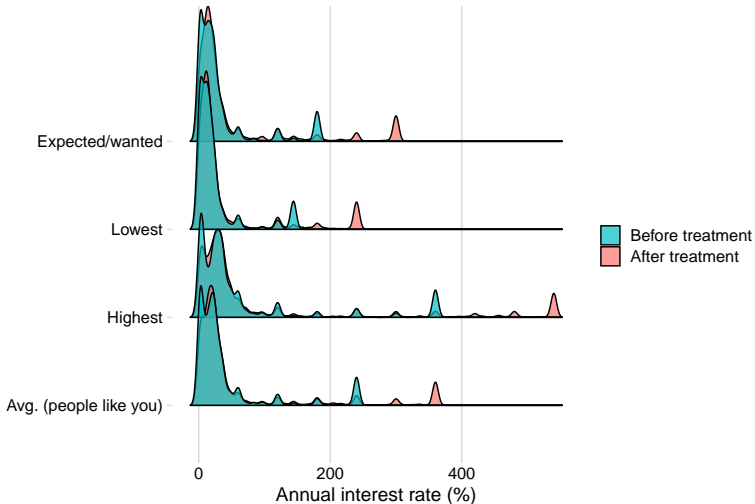 Expected/wanted
Lowest
Highest
Avg. (people like you)
0 200 400
Annual interest rate (%)
Before treatment
After treatment